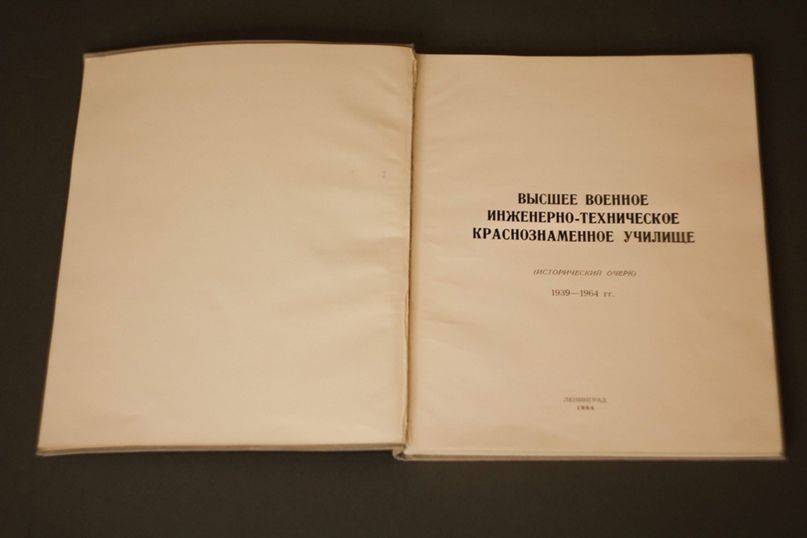 ВЫСШЕЕ ВОЕННОЕ
ИНЖЕНЕРНО-ТЕХНИЧЕСКОЕ
КРАСНОЗНАМЕННОЕ УЧИЛИЩЕ
(ИСТОРИЧЕСКИЙ ОЧЕРК)
1939—1964 гг.
ЛЕНИНГРАД
1964